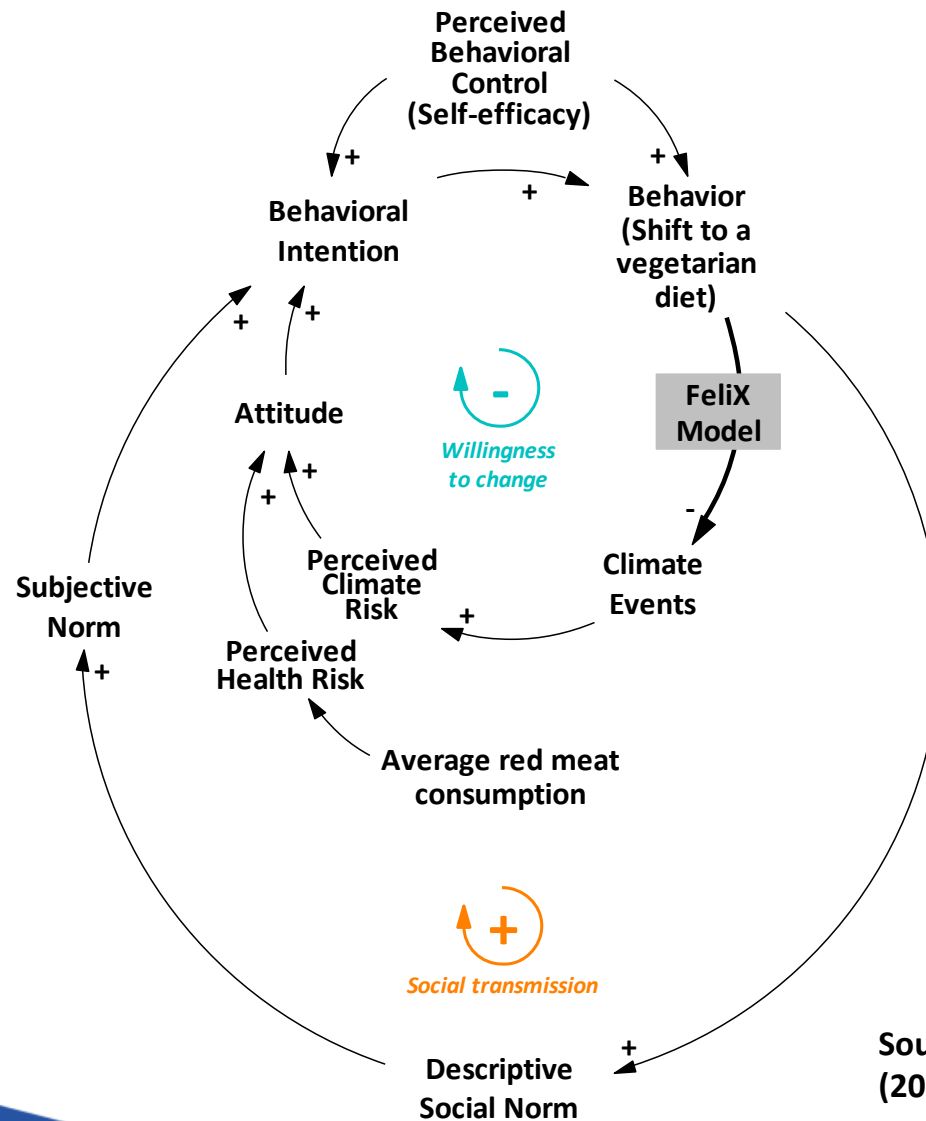 Perceived
Behavioral
Control
(Self-efficacy)
+
+
+
Behavioral
Intention
Behavior
(Shift to a
vegetarian
diet)
+
+
FeliX
Model
-
Attitude
-
Willingness
to change
+
+
Perceived
Climate
Risk
Climate
Events
+
Subjective
Norm
+
Perceived
Health Risk
Average red meat
consumption
+
Social transmission
+
Descriptive
Social Norm